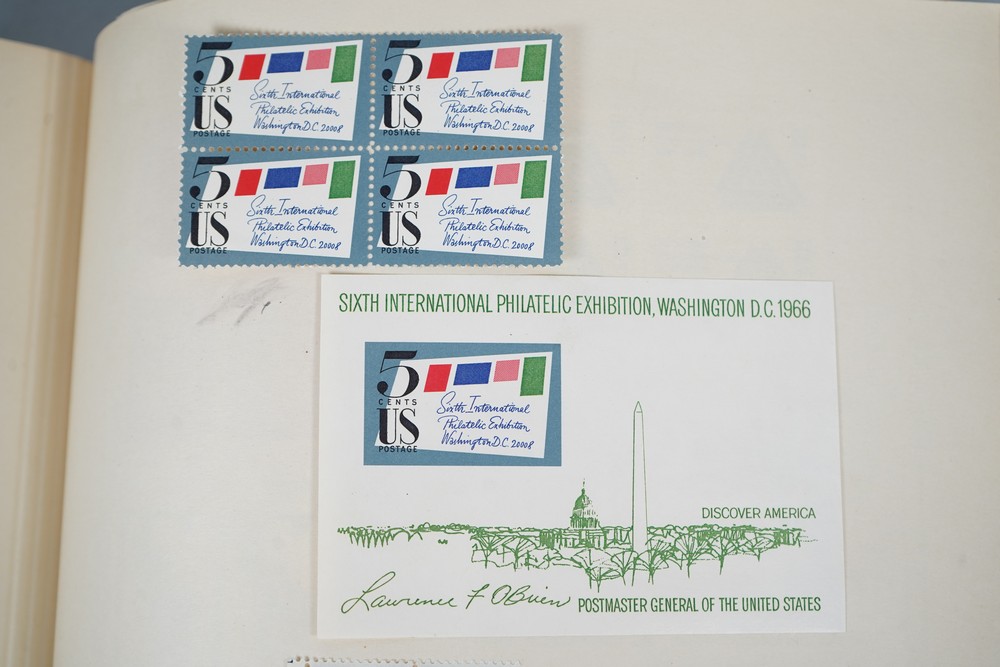 5
CENTS
US
POSTAGE
Sixth International
Philatelic Exhibition
Washington D.C. 20008
5
CENTS
US
POSTAGE
Sixth International
Philatelic Exhibition
Washington D.C. 20008
5
CENTS
US
POSTAGE
Sixth International
Philatelic Exhibition
Washington D.C. 20008
5
CENTS
US
POSTAGE
Sixth International
Philatelic Exhibition
Washington D.C. 20008
SIXTH INTERNATIONAL PHILATELIC EXHIBITION, WASHINGTON D.C. 1966
5
CENTS
US
POSTAGE
Sixth International
Philatelic Exhibition
Washington D.C. 20008
DISCOVER AMERICA
Lawrence F O'Brien POSTMASTER GENERAL OF THE UNITED STATES